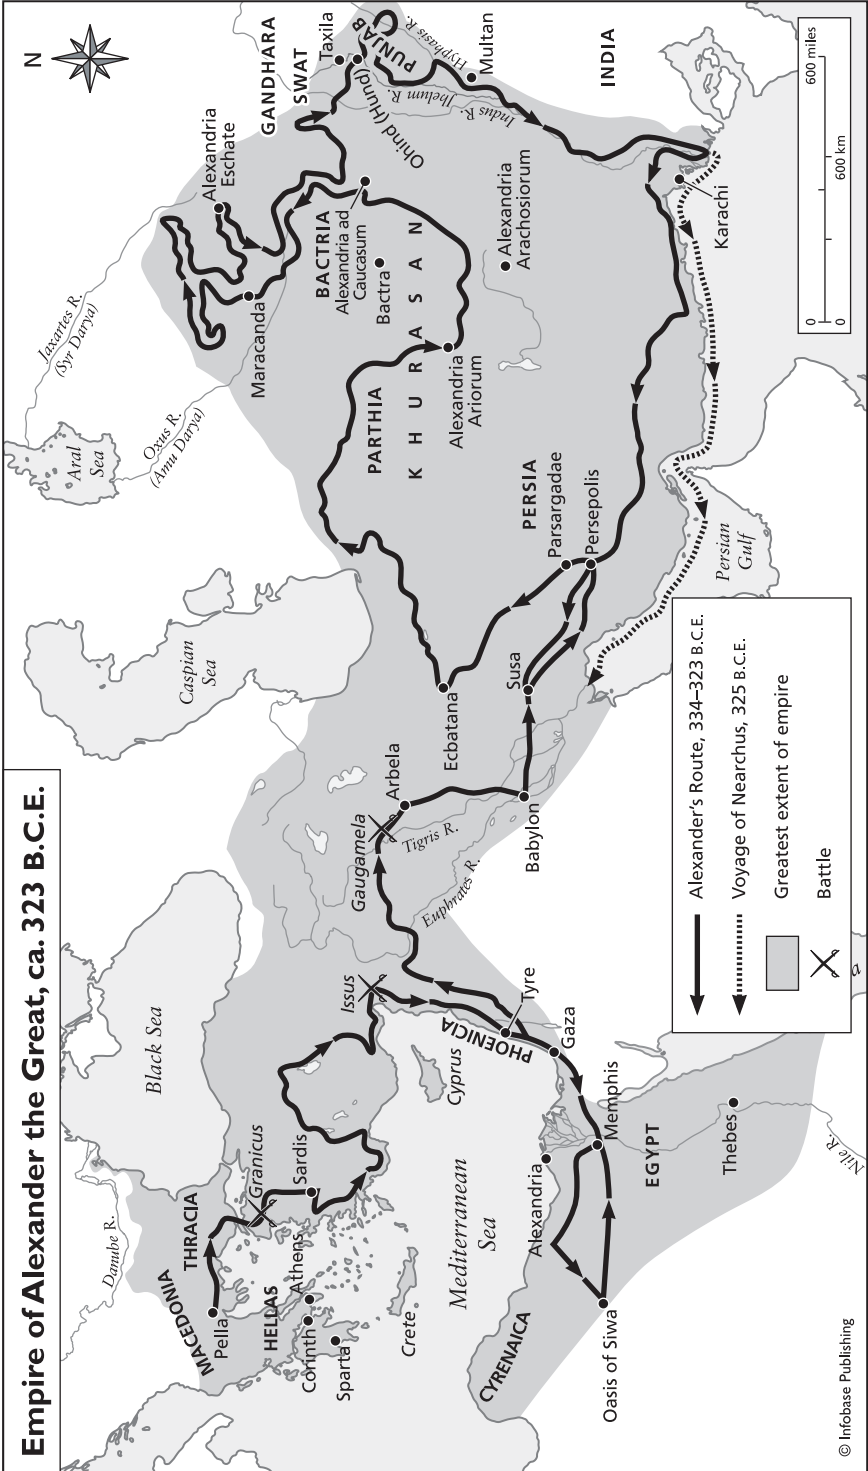 Empire of Alexander the Great, ca. 323 B.C.E.
N
Danube R.
Black Sea
Caspian
Sea
Aral
Sea
Jaxartes R.
(Syr Darya)
Oxus R.
(Amu Darya)
MACEDONIA
Pella
THRACIA
HELLAS
Granicus
Sardis
Corinth
Athens
Sparta
Crete
Mediterranean
Sea
Cyprus
Issus
PHOENICIA
Tyre
Gaza
CYRENAICA
Alexandria
Oasis of Siwa
Memphis
EGYPT
Thebes
Nile R.
Gaugamela
Arbela
Tigris R.
Euphrates R.
Babylon
Ecbatana
Susa
PERSIA
Parsargadae
Persepolis
Persian
Gulf
PARTHIA
KHURASAN
Alexandria
Ariorum
Maracanda
Alexandria
Eschate
BACTRIA
Alexandria ad
Caucasum
Bactra
Alexandria
Arachosiorum
GANDHARA
SWAT
Taxila
PUNJAB
Ohind (Hund)
Hyphasis R.
Jhelum R.
Indus R.
Multan
INDIA
Karachi
0
600 miles
0
600 km
Alexander's Route, 334–323 B.C.E.
Voyage of Nearchus, 325 B.C.E.
Greatest extent of empire
Battle
a
© Infobase Publishing